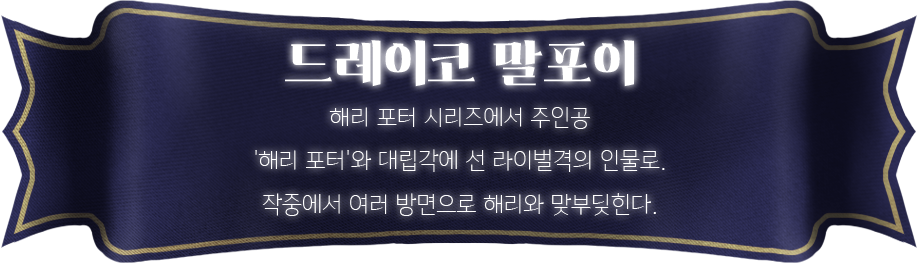 드레이코 말포이
해리 포터 시리즈에서 주인공
'해리 포터'와 대립각에 선 라이벌격의 인물로.
작중에서 여러 방면으로 해리와 맞부딪힌다.